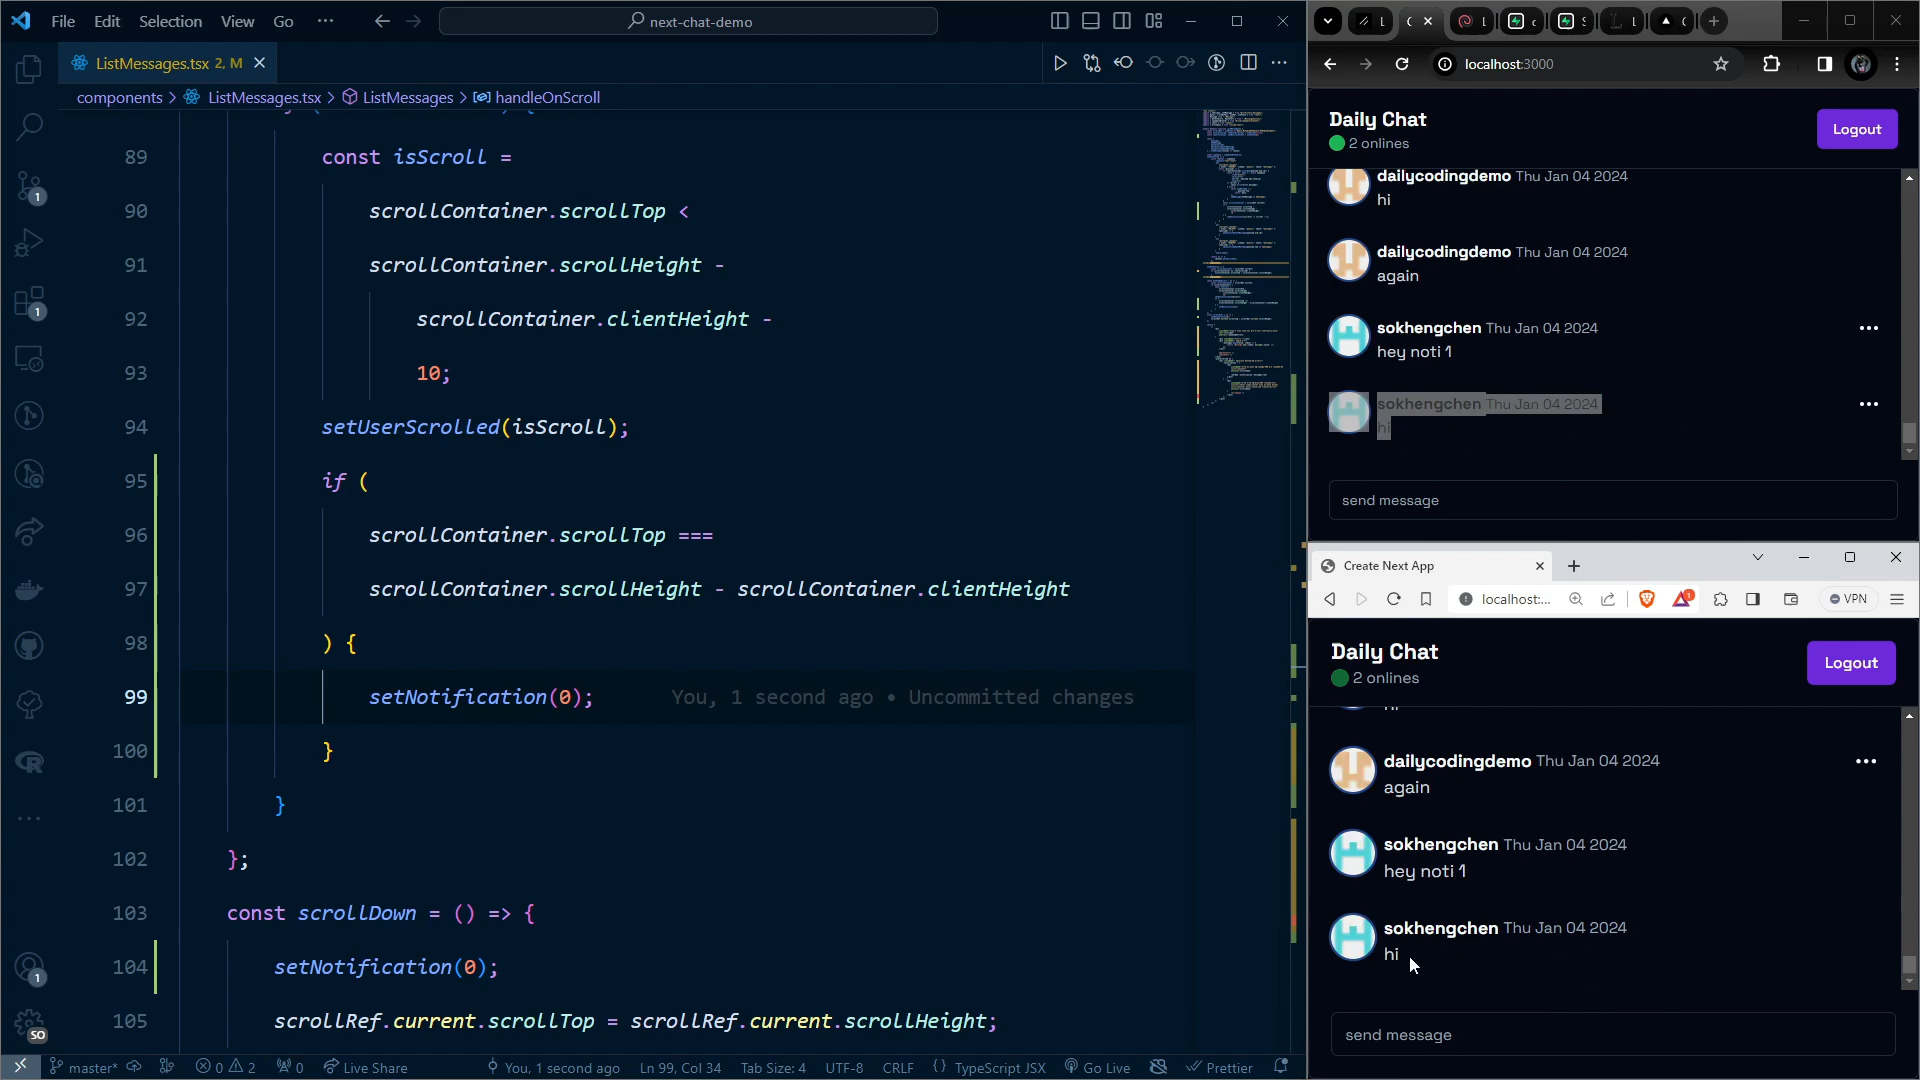 File Edit Selection View Go ··· next-chat-demo
ListMessages.tsx 2, M
components > ListMessages.tsx > ListMessages > handleOnScroll
89 const isScroll =
90 scrollContainer.scrollTop <
91 scrollContainer.scrollHeight -
92 scrollContainer.clientHeight -
93 10;
94 setUserScrolled(isScroll);
95 if (
96 scrollContainer.scrollTop ===
97 scrollContainer.scrollHeight - scrollContainer.clientHeight
98 ) {
99 setNotification(0); You, 1 second ago • Uncommitted changes
100 }
101 }
102 };
103 const scrollDown = () => {
104 setNotification(0);
105 scrollRef.current.scrollTop = scrollRef.current.scrollHeight;
1
1
1
SO
master* 0 2 0 Live Share You, 1 second ago Ln 99, Col 34 Tab Size: 4 UTF-8 CRLF {} TypeScript JSX Go Live Prettier
localhost:3000
Daily Chat
2 onlines
Logout
dailycodingdemo Thu Jan 04 2024
hi
dailycodingdemo Thu Jan 04 2024
again
sokhengchen Thu Jan 04 2024
hey noti 1
sokhengchen Thu Jan 04 2024
hi
send message
Create Next App
localhost:... 1 VPN
Daily Chat
2 onlines
Logout
hi
dailycodingdemo Thu Jan 04 2024
again
sokhengchen Thu Jan 04 2024
hey noti 1
sokhengchen Thu Jan 04 2024
hi
send message